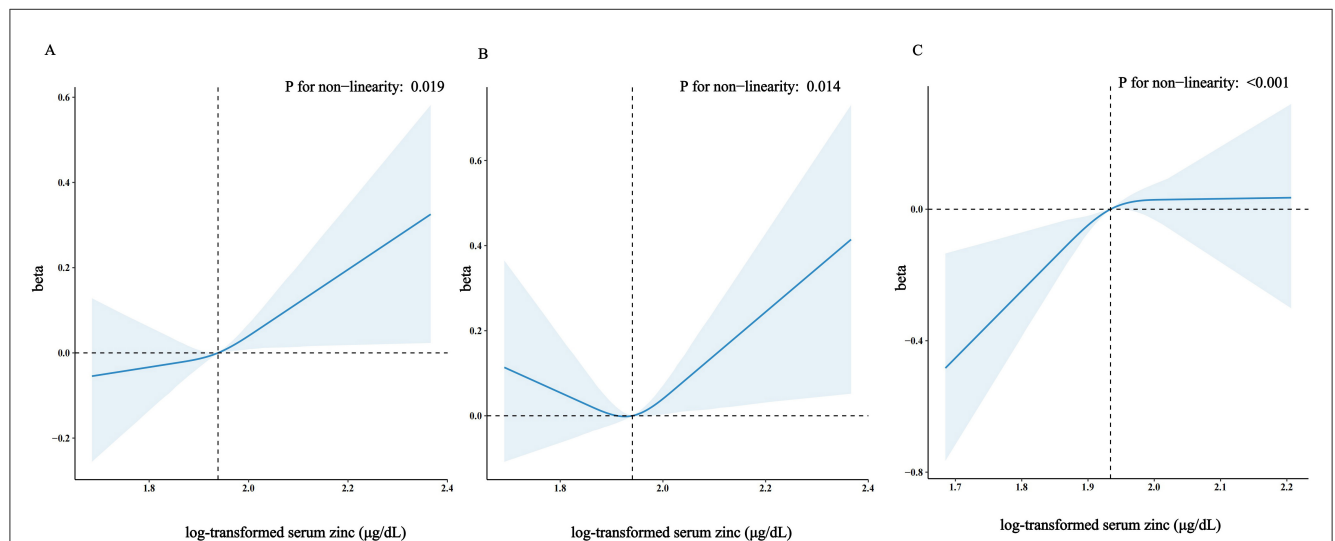 A
P for non−linearity: 0.019
0.6
0.4
0.2
0.0
−0.2
beta
1.8 2.0 2.2 2.4
log-transformed serum zinc (μg/dL)
B
P for non−linearity: 0.014
0.6
0.4
0.2
0.0
beta
1.8 2.0 2.2 2.4
log-transformed serum zinc (μg/dL)
C
P for non−linearity: <0.001
0.0
−0.4
−0.8
beta
1.7 1.8 1.9 2.0 2.1 2.2
log-transformed serum zinc (μg/dL)